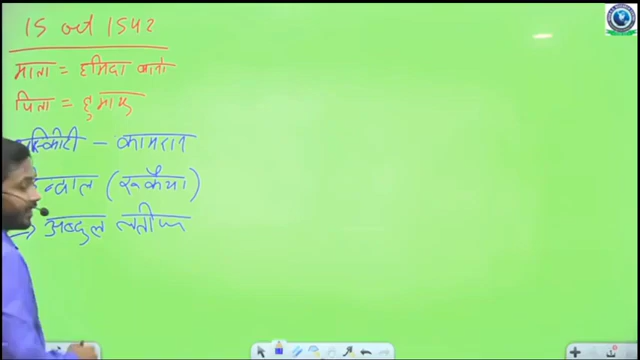 15 oct 1542
माता = हमिदा बानो
पिता = हुमायु
- कामरान
(रूकैया)
→ अब्दुल लतीफ